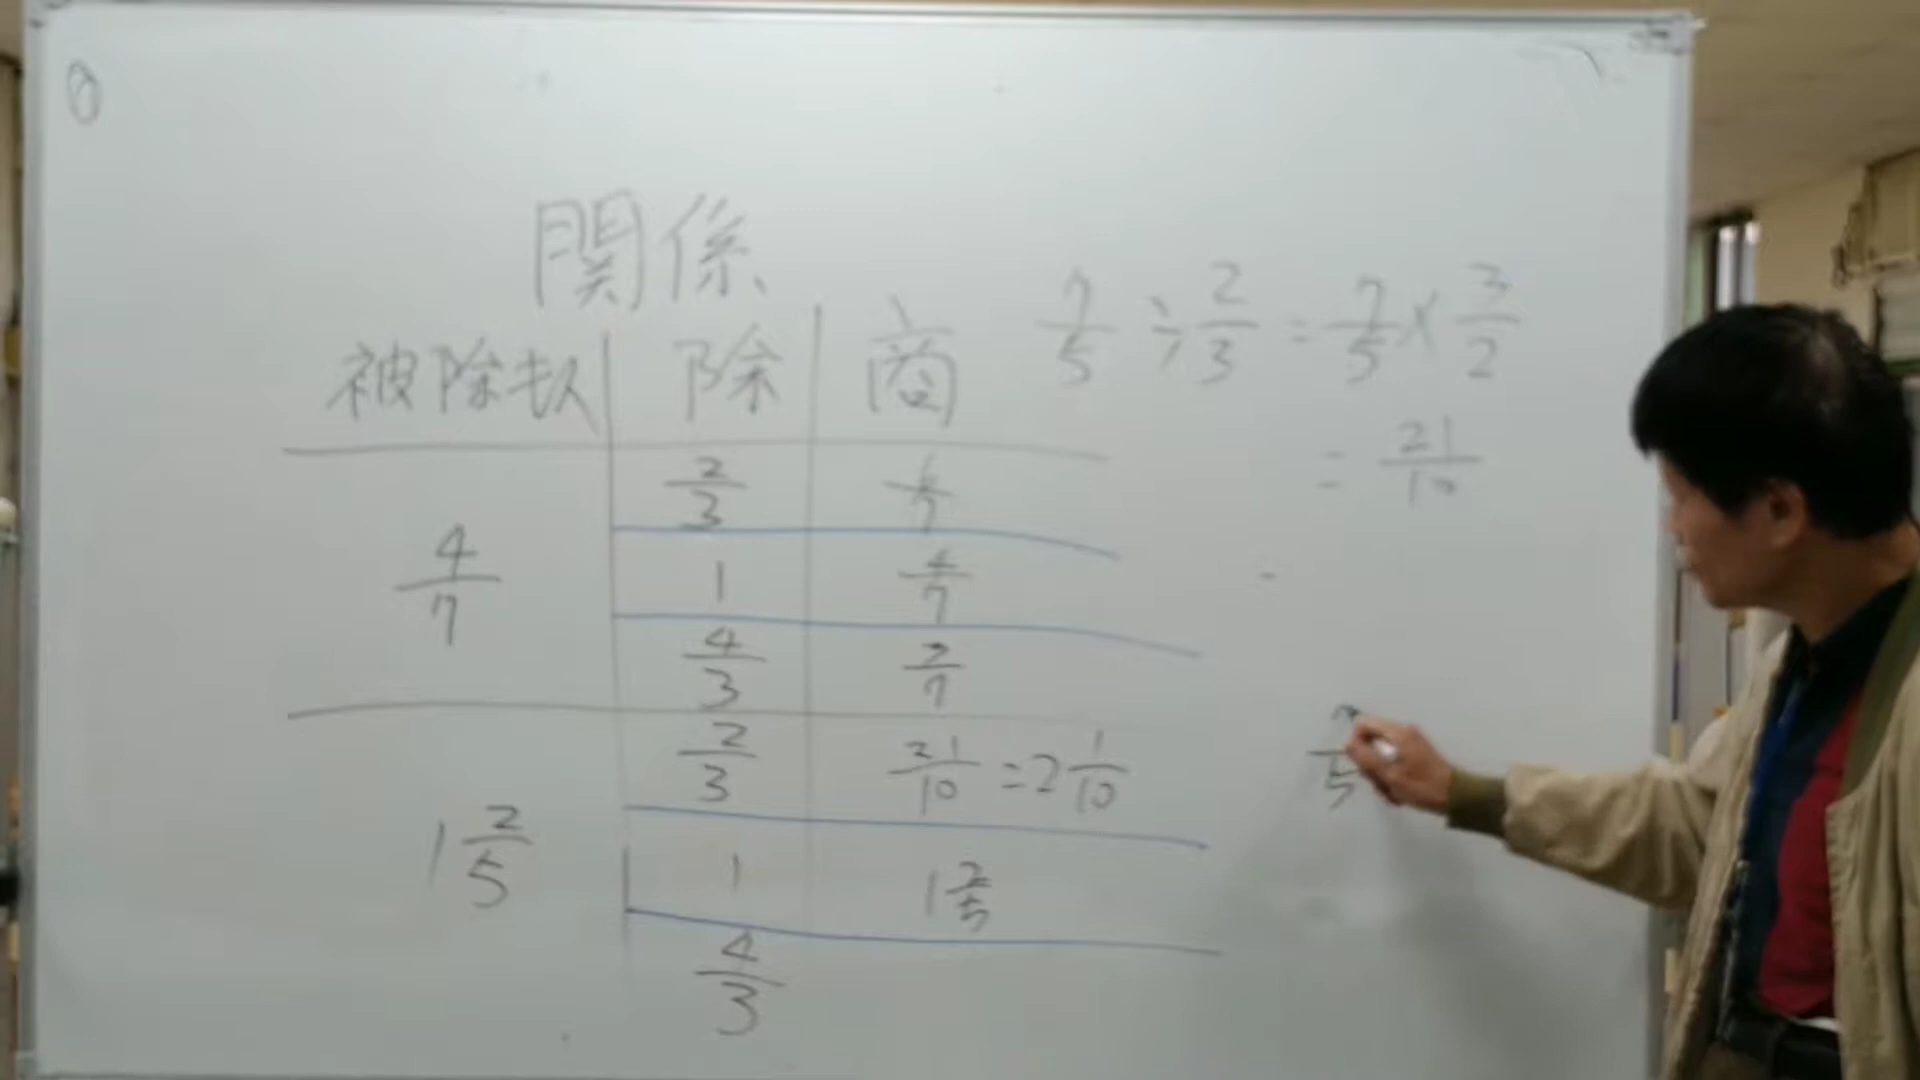 關係
被除數 除 商
4/7 2/3 6/7
1 4/7
4/3 3/7
1 2/5 2/3 21/10 = 2 1/10
1 1 2/5
4/3
7/5 ÷ 2/3 = 7/5 × 3/2
= 21/10
7/5